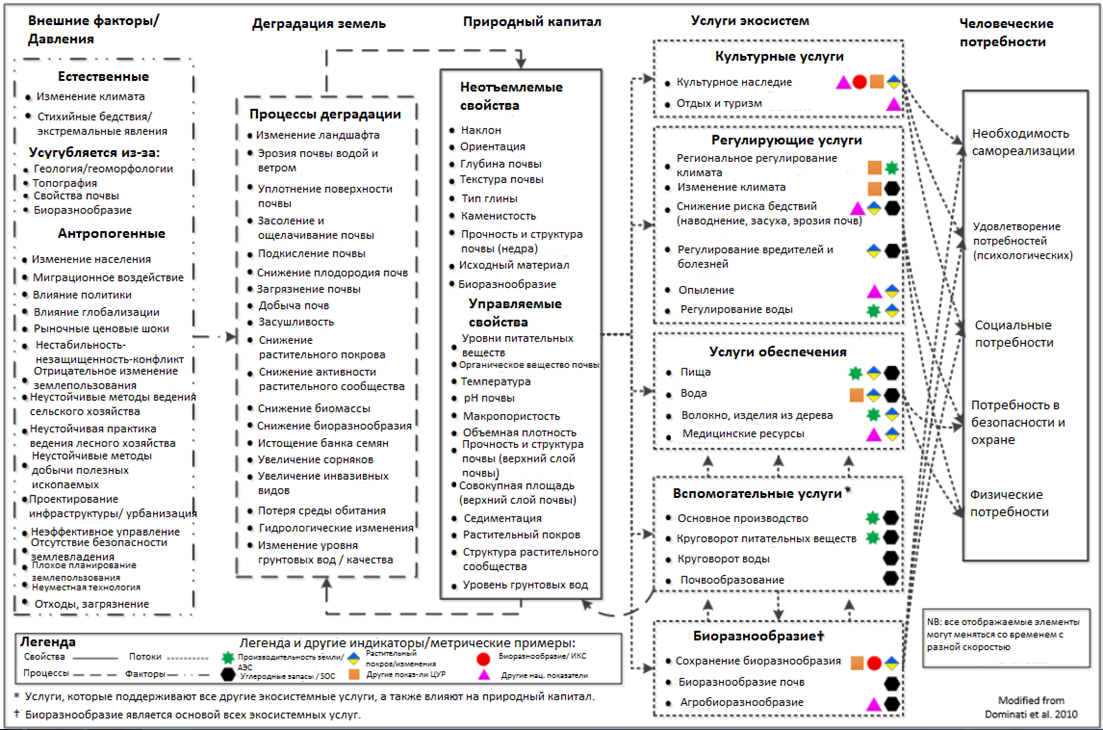 Внешние факторы/
Давления
Деградация земель
Природный капитал
Услуги экосистем
Человеческие
потребности
Естественные
Изменение климата
Стихийные бедствия/
экстремальные явления
Усугубляется из-за:
Геология/геоморфологии
Топография
Свойства почвы
Биоразнообразие
Антропогенные
Изменение населения
Миграционное воздействие
Влияние политики
Влияние глобализации
Рыночные ценовые шоки
Нестабильность-
незащищенность-конфликт
Отрицательное изменение
землепользования
Неустойчивые методы ведения
сельского хозяйства
Неустойчивая практика
ведения лесного хозяйства
Неустойчивые методы
добычи полезных
ископаемых
Проектирование
инфраструктуры/ урбанизация
Неэффективное управление
Отсутствие безопасности
землевладения
Плохое планирование
землепользования
Неуместная технология
Отходы, загрязнение
Процессы деградации
Изменение ландшафта
Эрозия почвы водой и
ветром
Уплотнение поверхности
почвы
Засоление и
ощелачивание почвы
Подкисление почвы
Снижение плодородия почв
Загрязнение почвы
Добыча почв
Засушливость
Снижение
растительного покрова
Снижение активности
растительного сообщества
Снижение биомассы
Снижение биоразнообразия
Истощение банка семян
Увеличение сорняков
Увеличение инвазивных
видов
Потеря среды обитания
Гидрологические изменения
Изменение уровня
грунтовых вод / качества
Неотъемлемые
свойства
Наклон
Ориентация
Глубина почвы
Текстура почвы
Тип глины
Каменистость
Прочность и структура
почвы (недра)
Исходный материал
Биоразнообразие
Управляемые
свойства
Уровни питательных
веществ
Органическое вещество почвы
Температура
pH почвы
Макропористость
Объемная плотность
Прочность и структура
почвы (верхний слой
почвы)
Совокупная площадь
(верхний слой почвы)
Седиментация
Растительный покров
Структура растительного
сообщества
Уровень грунтовых вод
Культурные услуги
Культурное наследие
Отдых и туризм
Регулирующие услуги
Региональное регулирование
климата
Изменение климата
Снижение риска бедствий
(наводнение, засуха, эрозия почв)
Регулирование вредителей и
болезней
Опыление
Регулирование воды
Услуги обеспечения
Пища
Вода
Волокно, изделия из дерева
Медицинские ресурсы
Вспомогательные услуги*
Основное производство
Круговорот питательных веществ
Круговорот воды
Почвообразование
Биоразнообразие†
Сохранение биоразнообразия
Биоразнообразие почв
Агробиоразнообразие
Необходимость
самореализации
Удовлетворение
потребностей
(психологических)
Социальные
потребности
Потребность в
безопасности и
охране
Физические
потребности
NB: все отображаемые элементы
могут меняться со временем с
разной скоростью
Легенда
Легенда и другие индикаторы/метрические примеры:
Свойства
Потоки
Процессы
Факторы
Производительность земли/
АЭС
Углеродные запасы / SOC
Растительный
покров/изменения
Другие показ-ли ЦУР
Биоразнообразие/ ИКС
Другие нац. показатели
* Услуги, которые поддерживают все другие экосистемные услуги, а также влияют на природный капитал.
† Биоразнообразие является основой всех экосистемных услуг.
Modified from
Dominati et al. 2010